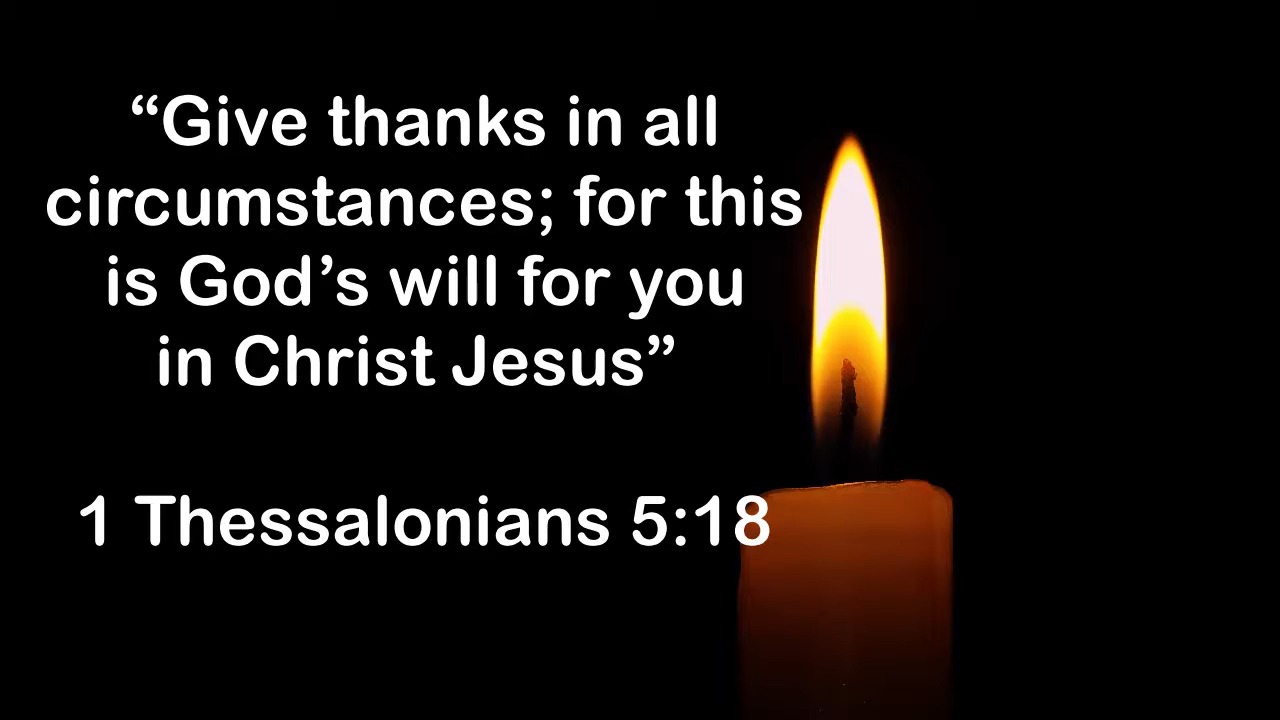 “Give thanks in all
circumstances; for this
is God’s will for you
in Christ Jesus”
1 Thessalonians 5:18